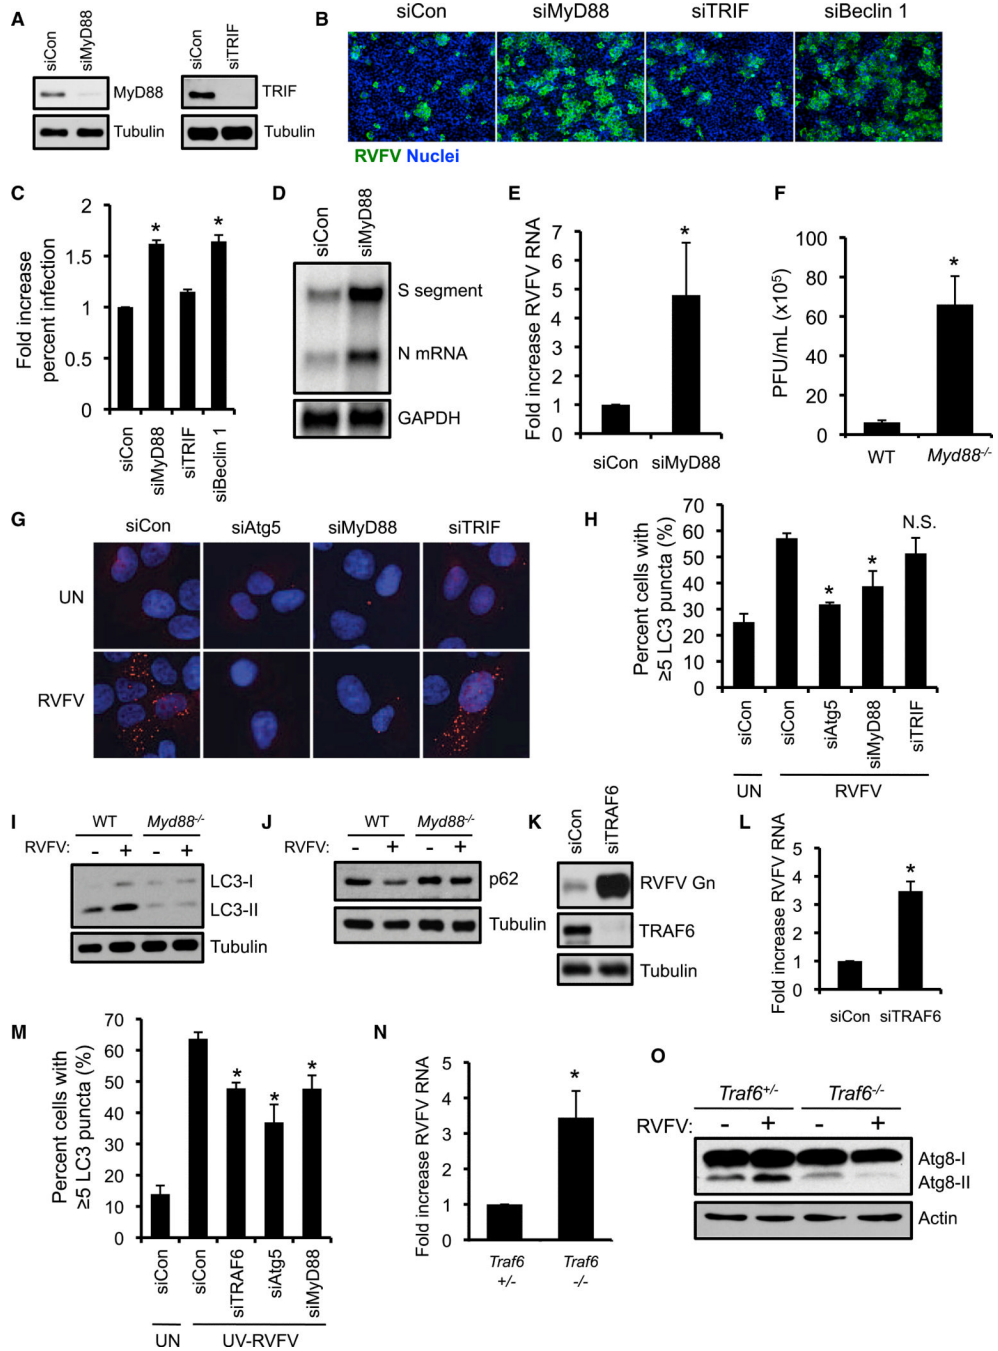 A
siCon
siMyD88
MyD88
Tubulin
siCon
siTRIF
TRIF
Tubulin
B
siCon
siMyD88
siTRIF
siBeclin 1
RVFV Nuclei
C
Fold increase
percent infection
2
1.5
1
0.5
0
*
*
siCon
siMyD88
siTRIF
siBeclin 1
D
siCon
siMyD88
S segment
N mRNA
GAPDH
E
Fold increase RVFV RNA
7
6
5
4
3
2
1
0
*
siCon
siMyD88
F
PFU/mL (x10⁵)
100
80
60
40
20
0
*
WT
Myd88⁻/⁻
G
siCon
siAtg5
siMyD88
siTRIF
UN
RVFV
H
Percent cells with
≥5 LC3 puncta (%)
70
60
50
40
30
20
10
0
*
*
N.S.
siCon
siCon
siAtg5
siMyD88
siTRIF
UN
RVFV
I
WT
Myd88⁻/⁻
RVFV: - + - +
LC3-I
LC3-II
Tubulin
J
WT
Myd88⁻/⁻
RVFV: - + - +
p62
Tubulin
K
siCon
siTRAF6
RVFV Gn
TRAF6
Tubulin
L
Fold increase RVFV RNA
5
4
3
2
1
0
*
siCon
siTRAF6
M
Percent cells with
≥5 LC3 puncta (%)
70
60
50
40
30
20
10
0
*
*
*
siCon
siCon
siTRAF6
siAtg5
siMyD88
UN
UV-RVFV
N
Fold increase RVFV RNA
5
4
3
2
1
0
*
Traf6
+/-
Traf6
-/-
O
Traf6⁺/⁻
Traf6⁻/⁻
RVFV: - + - +
Atg8-I
Atg8-II
Actin